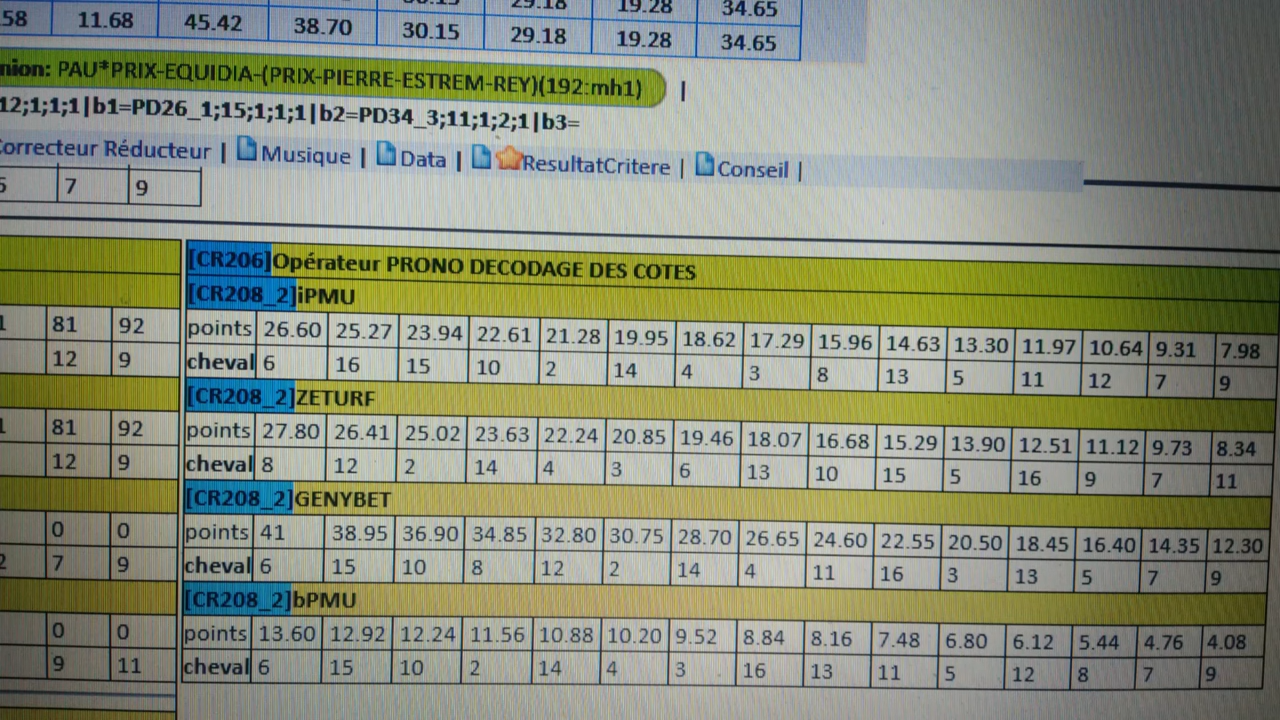 29.18 19.28 34.65
58 11.68 45.42 38.70 30.15 29.18 19.28 34.65
nion: PAU*PRIX-EQUIDIA-(PRIX-PIERRE-ESTREM-REY)(192:mh1) |
12;1;1;1|b1=PD26_1;15;1;1;1|b2=PD34_3;11;1;2;1|b3=
orrecteur Réducteur | Musique | Data | ResultatCritere | Conseil |
7 9
[CR206]Opérateur PRONO DECODAGE DES COTES
[CR208_2]iPMU
1 81 92 points 26.60 25.27 23.94 22.61 21.28 19.95 18.62 17.29 15.96 14.63 13.30 11.97 10.64 9.31 7.98
12 9 cheval 6 16 15 10 2 14 4 3 8 13 5 11 12 7 9
[CR208_2]ZETURF
1 81 92 points 27.80 26.41 25.02 23.63 22.24 20.85 19.46 18.07 16.68 15.29 13.90 12.51 11.12 9.73 8.34
12 9 cheval 8 12 2 14 4 3 6 13 10 15 5 16 9 7 11
[CR208_2]GENYBET
0 0 points 41 38.95 36.90 34.85 32.80 30.75 28.70 26.65 24.60 22.55 20.50 18.45 16.40 14.35 12.30
2 7 9 cheval 6 15 10 8 12 2 14 4 11 16 3 13 5 7 9
[CR208_2]bPMU
0 0 points 13.60 12.92 12.24 11.56 10.88 10.20 9.52 8.84 8.16 7.48 6.80 6.12 5.44 4.76 4.08
9 11 cheval 6 15 10 2 14 4 3 16 13 11 5 12 8 7 9